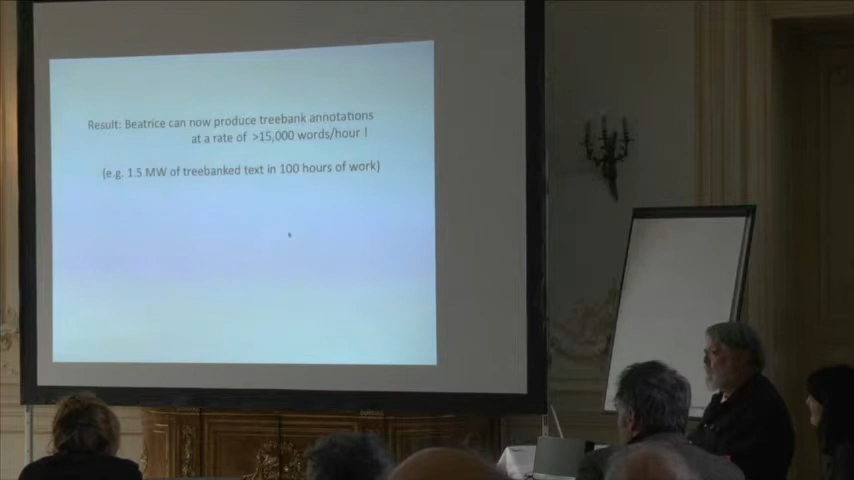 Result: Beatrice can now produce treebank annotations
at a rate of >15,000 words/hour !
(e.g. 1.5 MW of treebanked text in 100 hours of work)